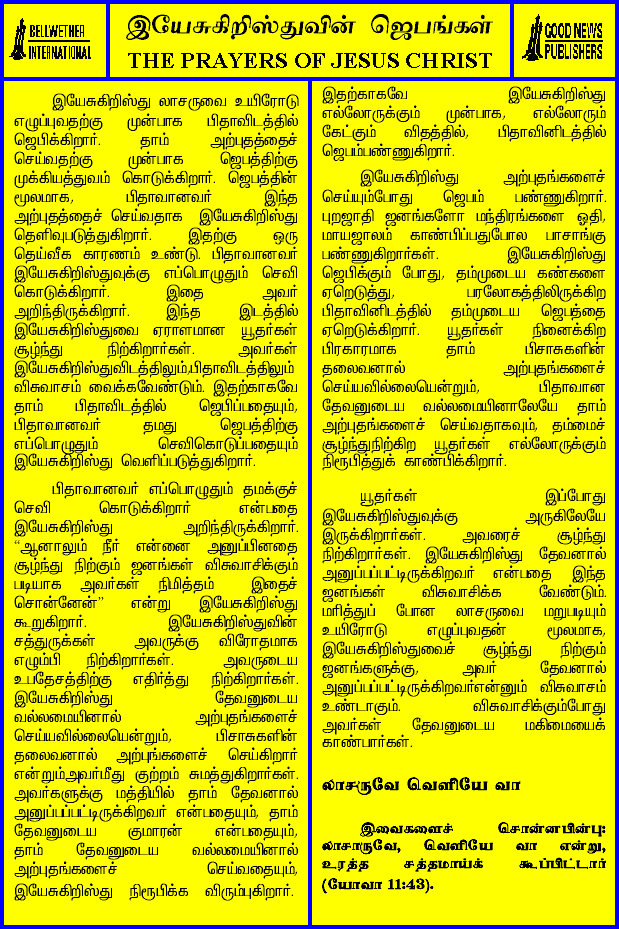 BELLWETHER
INTERNATIONAL
இயேசுகிறிஸ்துவின் ஜெபங்கள்
THE PRAYERS OF JESUS CHRIST
GOOD NEWS
PUBLISHERS
இயேசுகிறிஸ்து லாசருவை உயிரோடு
எழுப்புவதற்கு முன்பாக பிதாவிடத்தில்
ஜெபிக்கிறார். தாம் அற்புதத்தைச்
செய்வதற்கு முன்பாக ஜெபத்திற்கு
முக்கியத்துவம் கொடுக்கிறார். ஜெபத்தின்
மூலமாக, பிதாவானவர் இந்த
அற்புதத்தைச் செய்வதாக இயேசுகிறிஸ்து
தெளிவுபடுத்துகிறார். இதற்கு ஒரு
தெய்வீக காரணம் உண்டு. பிதாவானவர்
இயேசுகிறிஸ்துவுக்கு எப்பொழுதும் செவி
கொடுக்கிறார். இதை அவர்
அறிந்திருக்கிறார். இந்த இடத்தில்
இயேசுகிறிஸ்துவை ஏராளமான யூதர்கள்
சூழ்ந்து நிற்கிறார்கள். அவர்கள்
இயேசுகிறிஸ்துவிடத்திலும்,பிதாவிடத்திலும்
விசுவாசம் வைக்கவேண்டும். இதற்காகவே
தாம் பிதாவிடத்தில் ஜெபிப்பதையும்,
பிதாவானவர் தமது ஜெபத்திற்கு
எப்பொழுதும் செவிகொடுப்பதையும்
இயேசுகிறிஸ்து வெளிப்படுத்துகிறார்.
பிதாவானவர் எப்பொழுதும் தமக்குச்
செவி கொடுக்கிறார் என்பதை
இயேசுகிறிஸ்து அறிந்திருக்கிறார்.
“ஆனாலும் நீர் என்னை அனுப்பினதை
சூழ்ந்து நிற்கும் ஜனங்கள் விசுவாசிக்கும்
படியாக அவர்கள் நிமித்தம் இதைச்
சொன்னேன்” என்று இயேசுகிறிஸ்து
கூறுகிறார். இயேசுகிறிஸ்துவின்
சத்துருக்கள் அவருக்கு விரோதமாக
எழும்பி நிற்கிறார்கள். அவருடைய
உபதேசத்திற்கு எதிர்த்து நிற்கிறார்கள்.
இயேசுகிறிஸ்து தேவனுடைய
வல்லமையினால் அற்புதங்களைச்
செய்யவில்லையென்றும், பிசாசுகளின்
தலைவனால் அற்புங்களைச் செய்கிறார்
என்றும்அவர்மீது குற்றம் சுமத்துகிறார்கள்.
அவர்களுக்கு மத்தியில் தாம் தேவனால்
அனுப்பப்பட்டிருக்கிறவர் என்பதையும், தாம்
தேவனுடைய குமாரன் என்பதையும்,
தாம் தேவனுடைய வல்லமையினால்
அற்புதங்களைச் செய்வதையும்,
இயேசுகிறிஸ்து நிரூபிக்க விரும்புகிறார்.
இதற்காகவே இயேசுகிறிஸ்து
எல்லோருக்கும் முன்பாக, எல்லோரும்
கேட்கும் விதத்தில், பிதாவினிடத்தில்
ஜெபம்பண்ணுகிறார்.
இயேசுகிறிஸ்து அற்புதங்களைச்
செய்யும்போது ஜெபம் பண்ணுகிறார்.
புறஜாதி ஜனங்களோ மந்திரங்களை ஓதி,
மாயஜாலம் காண்பிப்பதுபோல பாசாங்கு
பண்ணுகிறார்கள். இயேசுகிறிஸ்து
ஜெபிக்கும் போது, தம்முடைய கண்களை
ஏறெடுத்து, பரலோகத்திலிருக்கிற
பிதாவினிடத்தில் தம்முடைய ஜெபத்தை
ஏறெடுக்கிறார். யூதர்கள் நினைக்கிற
பிரகாரமாக தாம் பிசாசுகளின்
தலைவனால் அற்புதங்களைச்
செய்யவில்லையென்றும், பிதாவான
தேவனுடைய வல்லமையினாலேயே தாம்
அற்புதங்களைச் செய்வதாகவும், தம்மைச்
சூழ்ந்துநிற்கிற யூதர்கள் எல்லோருக்கும்
நிரூபித்துக் காண்பிக்கிறார்.
யூதர்கள் இப்போது
இயேசுகிறிஸ்துவுக்கு அருகிலேயே
இருக்கிறார்கள். அவரைச் சூழ்ந்து
நிற்கிறார்கள். இயேசுகிறிஸ்து தேவனால்
அனுப்பப்பட்டிருக்கிறவர் என்பதை இந்த
ஜனங்கள் விசுவாசிக்க வேண்டும்.
மரித்துப் போன லாசருவை மறுபடியும்
உயிரோடு எழுப்புவதன் மூலமாக,
இயேசுகிறிஸ்துவைச் சூழ்ந்து நிற்கும்
ஜனங்களுக்கு, அவர் தேவனால்
அனுப்பப்பட்டிருக்கிறவர்என்னும் விசுவாசம்
உண்டாகும். விசுவாசிக்கும்போது
அவர்கள் தேவனுடைய மகிமையைக்
காண்பார்கள்.
லாசருவே வெளியே வா
இவைகளைச் சொன்னபின்பு:
லாசாருவே, வெளியே வா என்று,
உரத்த சத்தமாய்க் கூப்பிட்டார்
(யோவா 11:43).